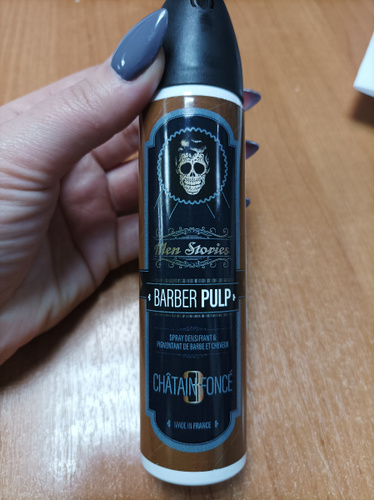 Men Stories
BARBER PULP
SPRAY DENSIFIANT &
PIGMENTANT DE BARBE ET CHEVEUX
3
CHÂTAIN FONCÉ
MADE IN FRANCE